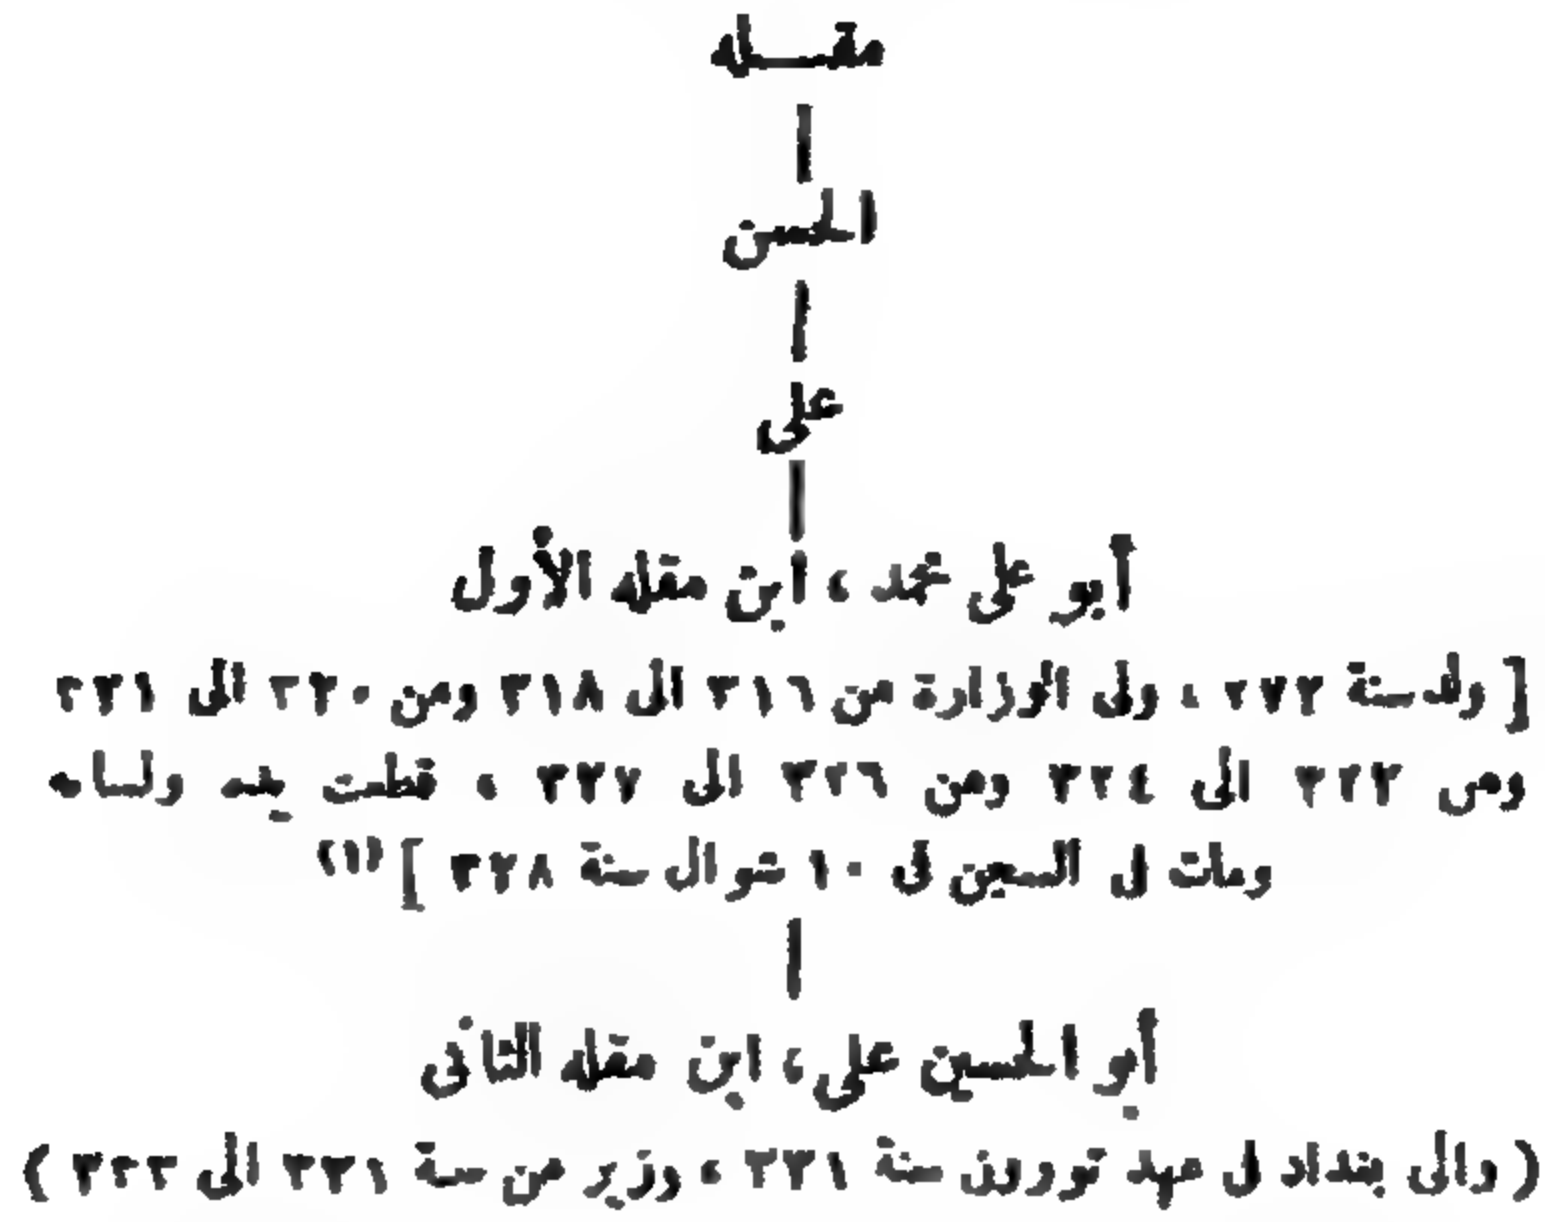 مقله
الحسن
على
أبو على محمد ، ابن مقله الأول
[ ولد سنة ٢٧٢ ، ولى الوزارة من ٣١٦ الى ٣١٨ ومن ٣٢٠ الى ٣٢١
ومن ٣٢٢ الى ٣٢٤ ومن ٣٢٦ الى ٣٢٧ ، قطعت يده ولسانه
ومات فى السجن فى ١٠ شوال سنة ٣٢٨ ] (١)
أبو الحسين على ، ابن مقله الثانى
( والى بغداد فى عهد توزون سنة ٣٣١ ، وزير من سنة ٣٣١ الى ٣٣٣ )